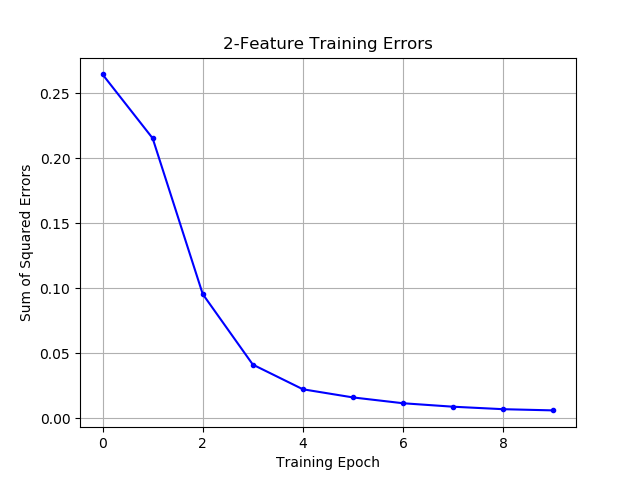 2-Feature Training Errors
Sum of Squared Errors
0.25
0.20
0.15
0.10
0.05
0.00
0 2 4 6 8
Training Epoch